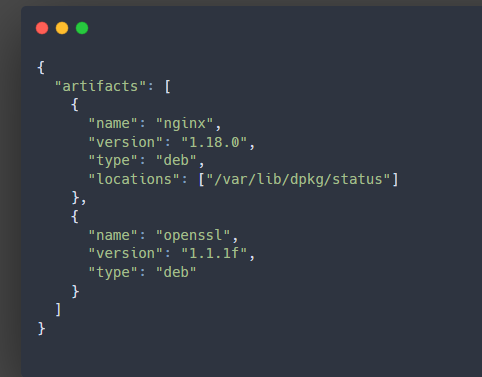 {
  "artifacts": [
    {
      "name": "nginx",
      "version": "1.18.0",
      "type": "deb",
      "locations": ["/var/lib/dpkg/status"]
    },
    {
      "name": "openssl",
      "version": "1.1.1f",
      "type": "deb"
    }
  ]
}